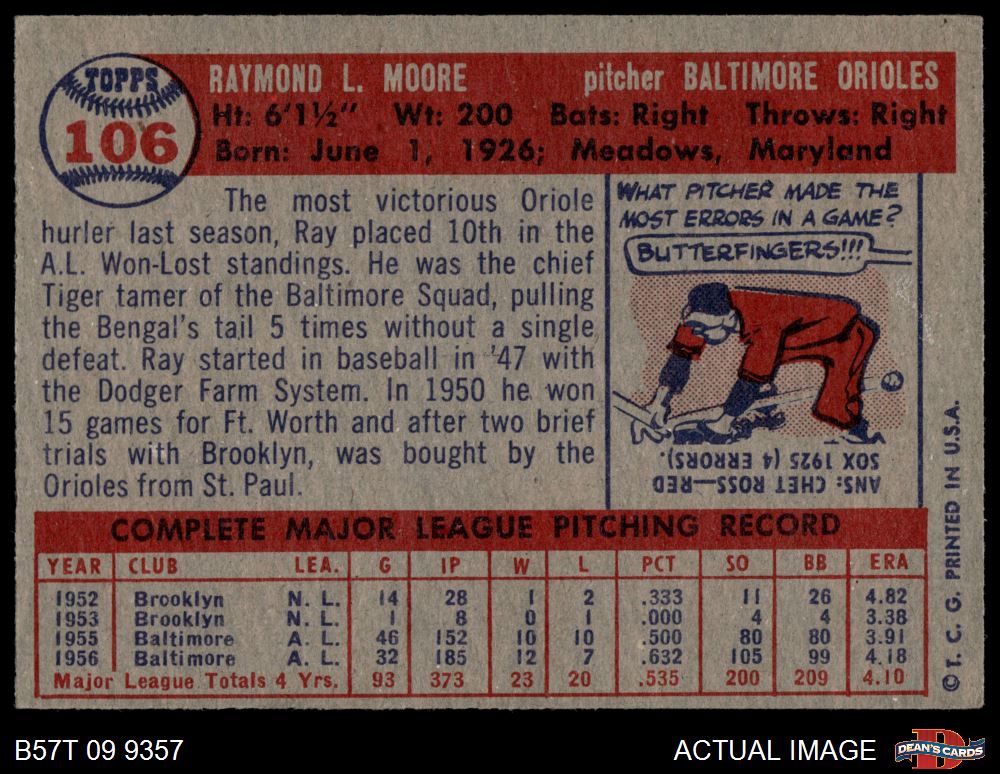 TOPPS
106
RAYMOND L. MOORE pitcher BALTIMORE ORIOLES
Ht: 6'1½" Wt: 200 Bats: Right Throws: Right
Born: June 1, 1926; Meadows, Maryland
The most victorious Oriole
hurler last season, Ray placed 10th in the
A.L. Won-Lost standings. He was the chief
Tiger tamer of the Baltimore Squad, pulling
the Bengal's tail 5 times without a single
defeat. Ray started in baseball in '47 with
the Dodger Farm System. In 1950 he won
15 games for Ft. Worth and after two brief
trials with Brooklyn, was bought by the
Orioles from St. Paul.
WHAT PITCHER MADE THE
MOST ERRORS IN A GAME?
BUTTERFINGERS!!!
ANS: CHET ROSS—RED
SOX 1925 (4 ERRORS).
COMPLETE MAJOR LEAGUE PITCHING RECORD
YEAR CLUB LEA. G IP W L PCT SO BB ERA
1952 Brooklyn N. L. 14 28 1 2 .333 11 26 4.82
1953 Brooklyn N. L. 1 8 0 1 .000 4 4 3.38
1955 Baltimore A. L. 46 152 10 10 .500 80 80 3.91
1956 Baltimore A. L. 32 185 12 7 .632 105 99 4.18
Major League Totals 4 Yrs. 93 373 23 20 .535 200 209 4.10
© T. C. G. PRINTED IN U.S.A.
B57T 09 9357
ACTUAL IMAGE
D
DEAN'S CARDS